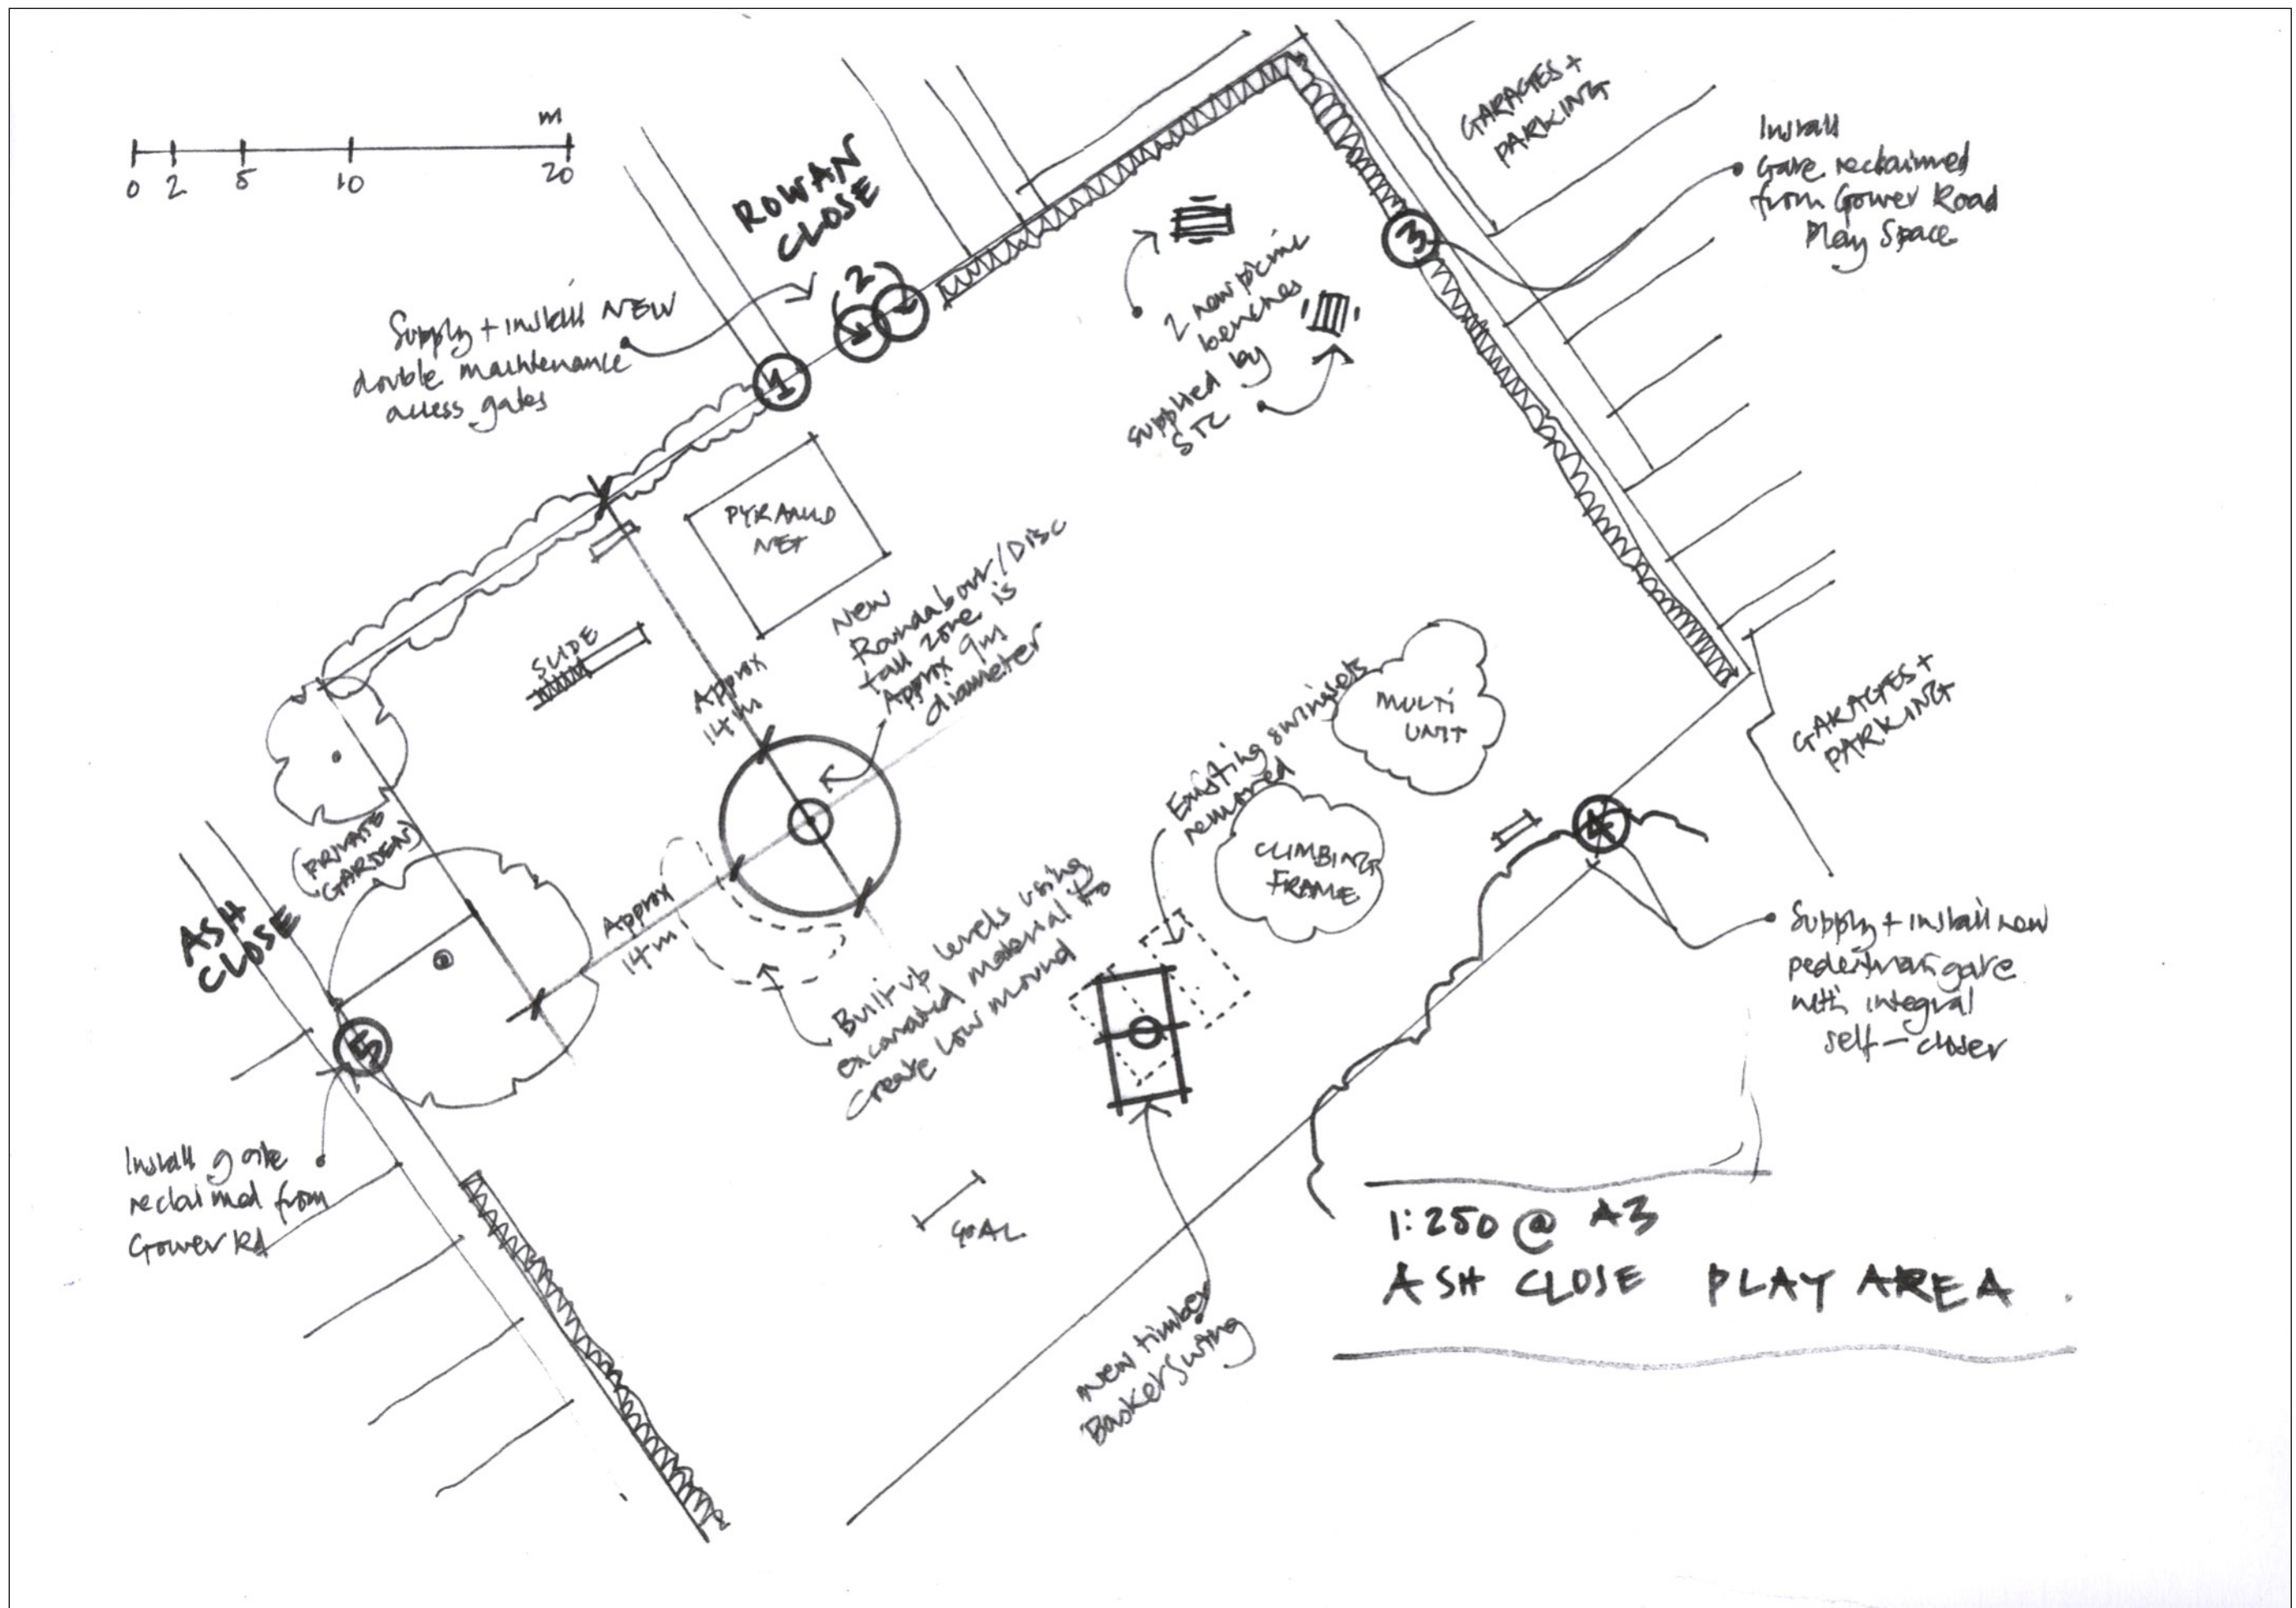 m
0 2 5 10 20
ROWAN
CLOSE
GARAGES +
PARKING
Install
Gate reclaimed
from Gower Road
Play Space
Supply + install NEW
double maintenance
access gates
1
2
3
2 new picnic
benches
supplied by
STC
PYRAMID
NET
SLIDE
New
Roundabout/Disc
fall zone is
Approx 9m
diameter
Approx
14m
MULTI
UNIT
GARAGES +
PARKING
Existing swingsets
removed
CLIMBING
FRAME
4
(PRIVATE
GARDEN)
ASH
CLOSE
Approx
14m
Built up levels using
excavated material to
create low mound
Supply + install new
pedestrian gate
with integral
self-closer
5
Install gate
reclaimed from
Gower Rd
GOAL
New timber
Basket Swing
1:250 @ A3
ASH CLOSE PLAY AREA